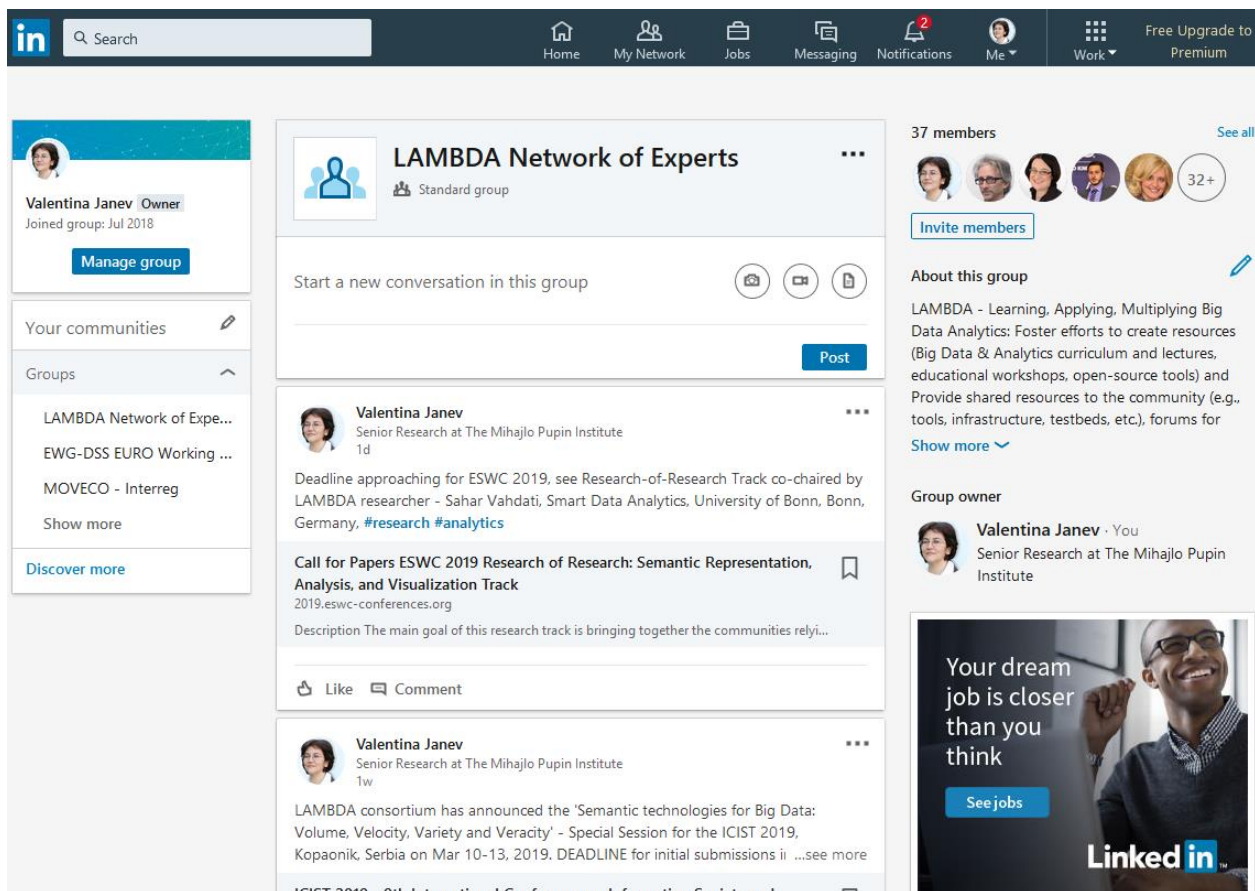 in
Search
Home
My Network
Jobs
Messaging
2
Notifications
Me
Work
Free Upgrade to
Premium
Valentina Janev Owner
Joined group: Jul 2018
Manage group
Your communities
Groups
LAMBDA Network of Expe...
EWG-DSS EURO Working ...
MOVECO - Interreg
Show more
Discover more
LAMBDA Network of Experts
Standard group
Start a new conversation in this group
Post
Valentina Janev
Senior Research at The Mihajlo Pupin Institute
1d
Deadline approaching for ESWC 2019, see Research-of-Research Track co-chaired by
LAMBDA researcher - Sahar Vahdati, Smart Data Analytics, University of Bonn, Bonn,
Germany, #research #analytics
Call for Papers ESWC 2019 Research of Research: Semantic Representation,
Analysis, and Visualization Track
2019.eswc-conferences.org
Description The main goal of this research track is bringing together the communities relyi...
Like Comment
Valentina Janev
Senior Research at The Mihajlo Pupin Institute
1w
LAMBDA consortium has announced the 'Semantic technologies for Big Data:
Volume, Velocity, Variety and Veracity' - Special Session for the ICIST 2019,
Kopaonik, Serbia on Mar 10-13, 2019. DEADLINE for initial submissions i ...see more
37 members
See all
32+
Invite members
About this group
LAMBDA - Learning, Applying, Multiplying Big
Data Analytics: Foster efforts to create resources
(Big Data & Analytics curriculum and lectures,
educational workshops, open-source tools) and
Provide shared resources to the community (e.g.,
tools, infrastructure, testbeds, etc.), forums for
Show more
Group owner
Valentina Janev · You
Senior Research at The Mihajlo Pupin
Institute
Your dream
job is closer
than you
think
See jobs
Linked in